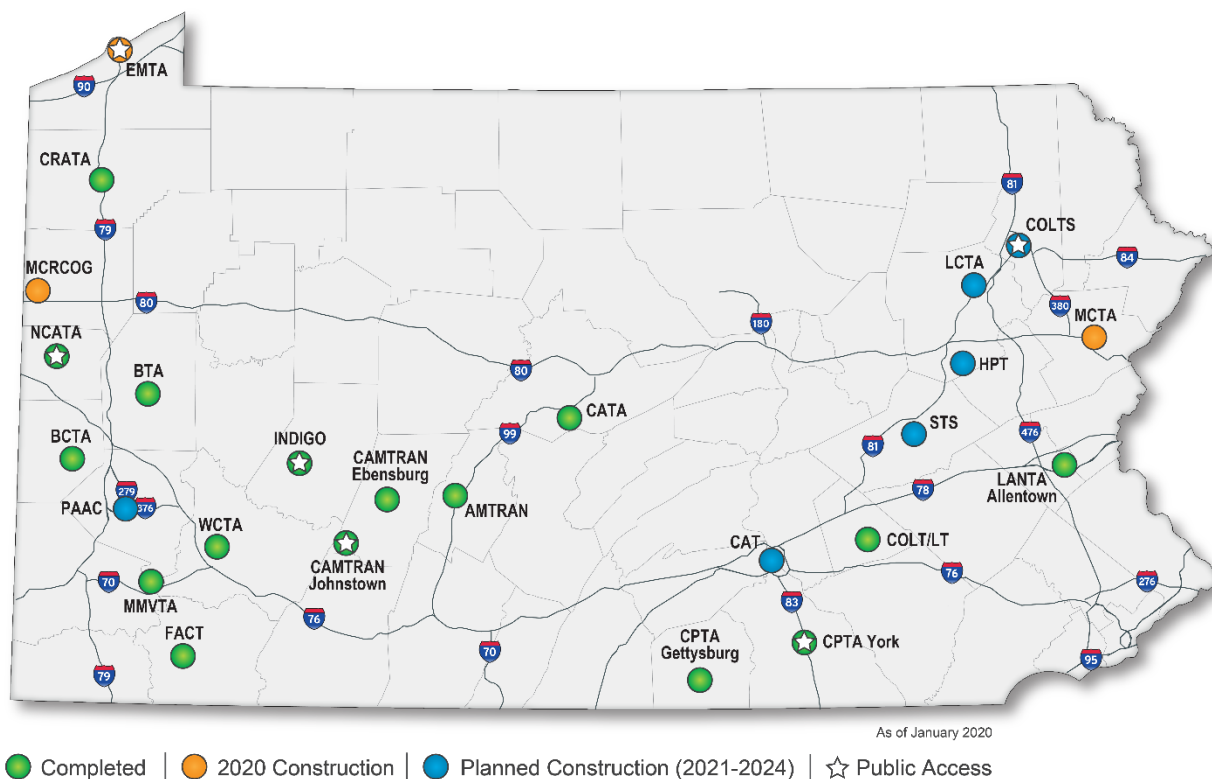 EMTA
90
CRATA
81
79
COLTS
84
MCRCOG
LCTA
80
380
MCTA
180
NCATA
BTA
80
HPT
CATA
99
STS
476
BCTA
INDIGO
CAMTRAN
Ebensburg
81
LANTA
Allentown
279
376
PAAC
78
AMTRAN
WCTA
CAMTRAN
Johnstown
CAT
COLT/LT
76
70
MMVTA
276
76
83
FACT
CPTA
Gettysburg
CPTA York
70
79
95
As of January 2020
Completed | 2020 Construction | Planned Construction (2021-2024) | Public Access